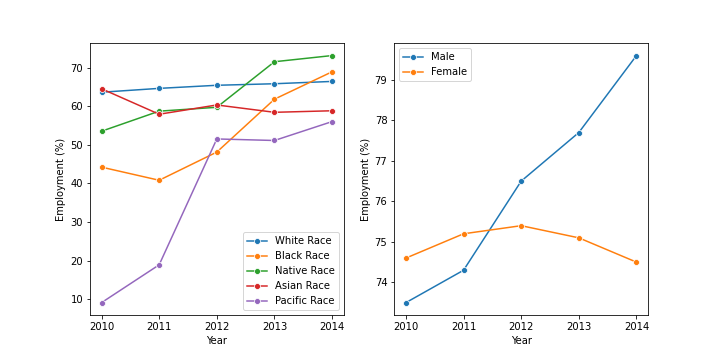 70
60
50
40
30
20
10
Employment (%)
2010 2011 2012 2013 2014
Year
White Race
Black Race
Native Race
Asian Race
Pacific Race
79
78
77
76
75
74
Employment (%)
2010 2011 2012 2013 2014
Year
Male
Female